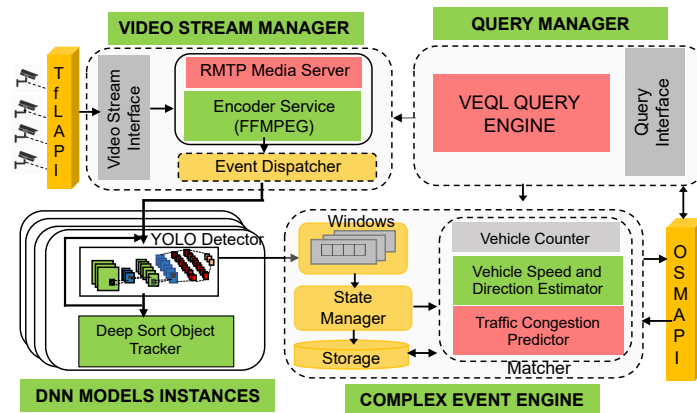 VIDEO STREAM MANAGER
QUERY MANAGER
TfLAPI
Video Stream
Interface
RMTP Media Server
Encoder Service
(FFMPEG)
Event Dispatcher
VEQL QUERY
ENGINE
Query
Interface
YOLO Detector
Deep Sort Object
Tracker
DNN MODELS INSTANCES
Windows
State
Manager
Storage
Vehicle Counter
Vehicle Speed and
Direction Estimator
Traffic Congestion
Predictor
Matcher
COMPLEX EVENT ENGINE
OSMAPI